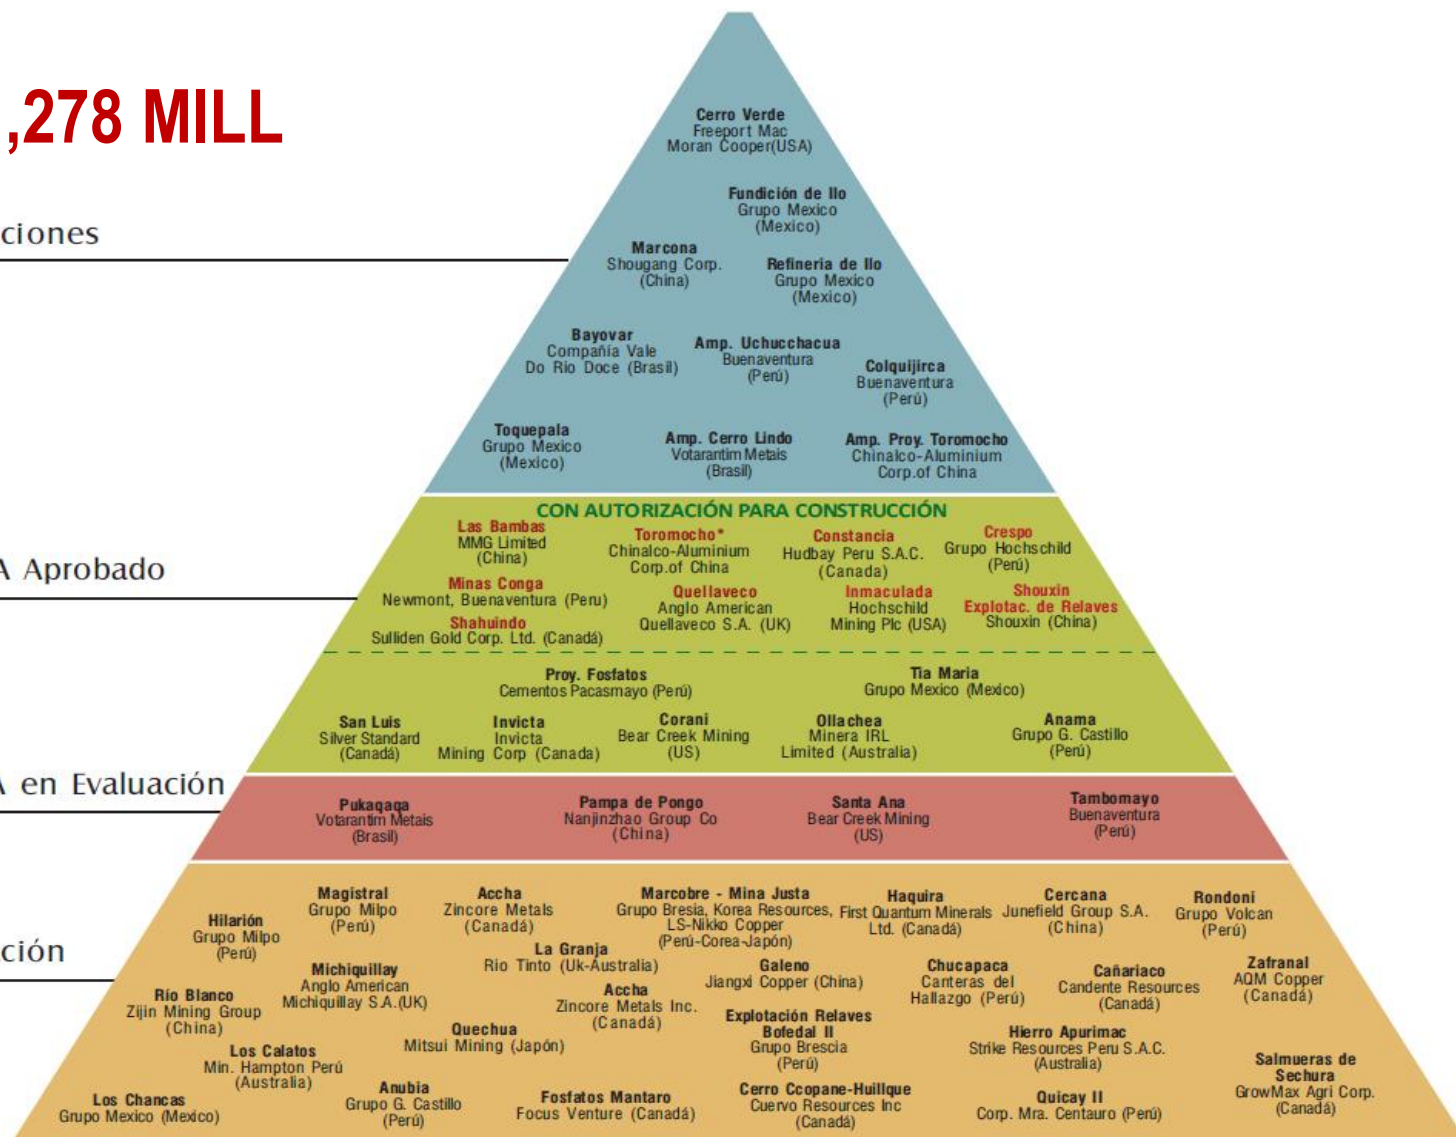 ,278 MILL
ciones
Cerro Verde
Freeport Mac
Moran Cooper(USA)
Fundición de Ilo
Grupo Mexico
(Mexico)
Marcona
Shougang Corp.
(China)
Refineria de Ilo
Grupo Mexico
(Mexico)
Bayovar
Compañía Vale
Do Rio Doce (Brasil)
Amp. Uchucchacua
Buenaventura
(Perú)
Colquijirca
Buenaventura
(Perú)
Toquepala
Grupo Mexico
(Mexico)
Amp. Cerro Lindo
Votarantim Metais
(Brasil)
Amp. Proy. Toromocho
Chinalco-Aluminium
Corp.of China
A Aprobado
CON AUTORIZACIÓN PARA CONSTRUCCIÓN
Las Bambas
MMG Limited
(China)
Toromocho*
Chinalco-Aluminium
Corp.of China
Constancia
Hudbay Peru S.A.C.
(Canada)
Crespo
Grupo Hochschild
(Perú)
Minas Conga
Newmont, Buenaventura (Peru)
Quellaveco
Anglo American
Quellaveco S.A. (UK)
Inmaculada
Hochschild
Mining Plc (USA)
Shouxin
Explotac. de Relaves
Shouxin (China)
Shahuindo
Sulliden Gold Corp. Ltd. (Canadá)
Proy. Fosfatos
Cementos Pacasmayo (Perú)
Tia Maria
Grupo Mexico (Mexico)
San Luis
Silver Standard
(Canadá)
Invicta
Invicta
Mining Corp (Canada)
Corani
Bear Creek Mining
(US)
Ollachea
Minera IRL
Limited (Australia)
Anama
Grupo G. Castillo
(Perú)
A en Evaluación
Pukaqaqa
Votarantim Metais
(Brasil)
Pampa de Pongo
Nanjinzhao Group Co
(China)
Santa Ana
Bear Creek Mining
(US)
Tambomayo
Buenaventura
(Perú)
ción
Hilarión
Grupo Milpo
(Perú)
Magistral
Grupo Milpo
(Perú)
Accha
Zincore Metals
(Canadá)
Marcobre - Mina Justa
Grupo Bresia, Korea Resources,
LS-Nikko Copper
(Perú-Corea-Japón)
Haquira
First Quantum Minerals
Ltd. (Canadá)
Cercana
Junefield Group S.A.
(China)
Rondoni
Grupo Volcan
(Perú)
La Granja
Rio Tinto (Uk-Australia)
Michiquillay
Anglo American
Michiquillay S.A.(UK)
Galeno
Jiangxi Copper (China)
Chucapaca
Canteras del
Hallazgo (Perú)
Cañariaco
Candente Resources
(Canadá)
Zafranal
AQM Copper
(Canadá)
Río Blanco
Zijin Mining Group
(China)
Accha
Zincore Metals Inc.
(Canadá)
Quechua
Mitsui Mining (Japón)
Explotación Relaves
Bofedal II
Grupo Brescia
(Perú)
Hierro Apurimac
Strike Resources Peru S.A.C.
(Australia)
Los Calatos
Min. Hampton Perú
(Australia)
Salmueras de
Sechura
GrowMax Agri Corp.
(Canadá)
Los Chancas
Grupo Mexico (Mexico)
Anubia
Grupo G. Castillo
(Perú)
Fosfatos Mantaro
Focus Venture (Canadá)
Cerro Ccopane-Huillque
Cuervo Resources Inc
(Canadá)
Quicay II
Corp. Mra. Centauro (Perú)